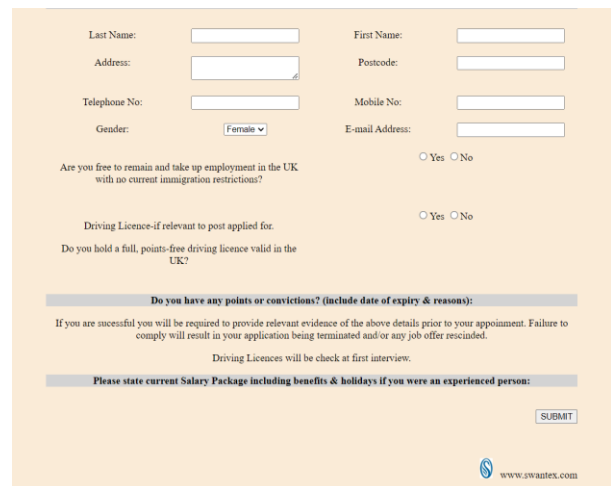 Last Name: First Name:
Address: Postcode:
Telephone No: Mobile No:
Gender: Female E-mail Address:
Are you free to remain and take up employment in the UK Yes No
with no current immigration restrictions?
Driving Licence-if relevant to post applied for. Yes No
Do you hold a full, points-free driving licence valid in the
UK?
Do you have any points or convictions? (include date of expiry & reasons):
If you are sucessful you will be required to provide relevant evidence of the above details prior to your appoinment. Failure to
comply will result in your application being terminated and/or any job offer rescinded.
Driving Licences will be check at first interview.
Please state current Salary Package including benefits & holidays if you were an experienced person:
SUBMIT
www.swantex.com